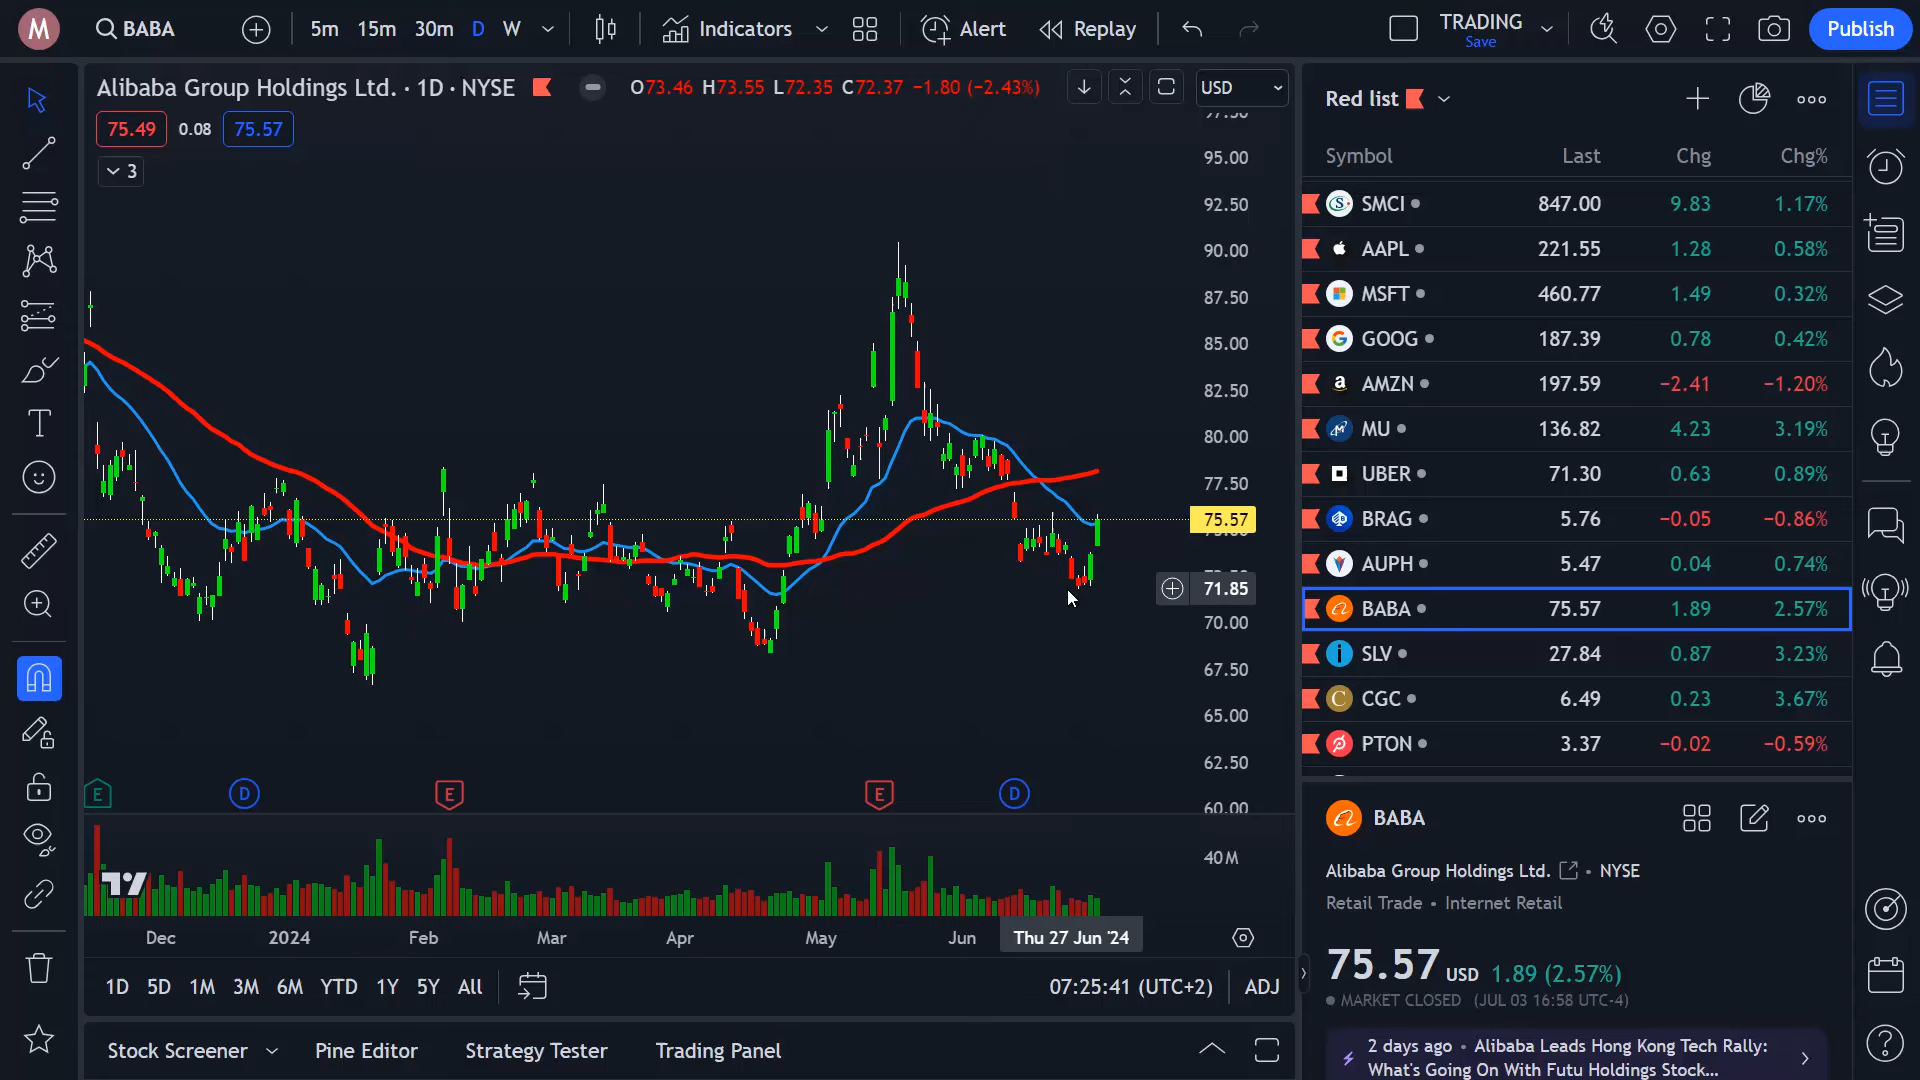 M
BABA
5m 15m 30m D W
Indicators
Alert
Replay
TRADING
Save
Publish
Alibaba Group Holdings Ltd. · 1D · NYSE
O73.46 H73.55 L72.35 C72.37 −1.80 (−2.43%)
USD
75.49 0.08 75.57
3
97.50
95.00
92.50
90.00
87.50
85.00
82.50
80.00
77.50
75.57
75.00
71.85
70.00
67.50
65.00
62.50
60.00
E D E E D
40M
Dec 2024 Feb Mar Apr May Jun Thu 27 Jun '24
1D 5D 1M 3M 6M YTD 1Y 5Y All
07:25:41 (UTC+2) ADJ
Stock Screener Pine Editor Strategy Tester Trading Panel
Red list
Symbol Last Chg Chg%
SMCI 847.00 9.83 1.17%
AAPL 221.55 1.28 0.58%
MSFT 460.77 1.49 0.32%
GOOG 187.39 0.78 0.42%
AMZN 197.59 −2.41 −1.20%
MU 136.82 4.23 3.19%
UBER 71.30 0.63 0.89%
BRAG 5.76 −0.05 −0.86%
AUPH 5.47 0.04 0.74%
BABA 75.57 1.89 2.57%
SLV 27.84 0.87 3.23%
CGC 6.49 0.23 3.67%
PTON 3.37 −0.02 −0.59%
BABA
Alibaba Group Holdings Ltd. • NYSE
Retail Trade • Internet Retail
75.57 USD 1.89 (2.57%)
MARKET CLOSED (JUL 03 16:58 UTC-4)
2 days ago • Alibaba Leads Hong Kong Tech Rally:
What's Going On With Futu Holdings Stock...